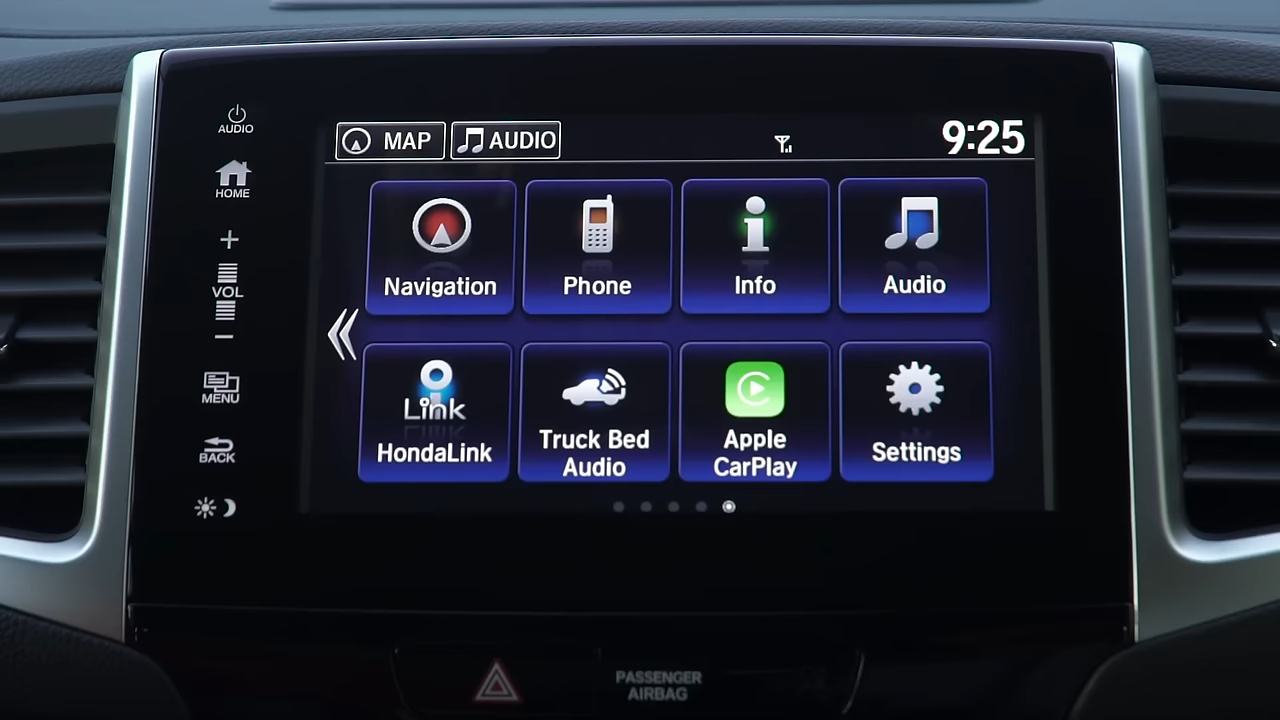 AUDIO
HOME
+
VOL
−
MENU
BACK
MAP
AUDIO
9:25
Navigation
Phone
Info
Audio
Link
HondaLink
Truck Bed
Audio
Apple
CarPlay
Settings
PASSENGER
AIRBAG